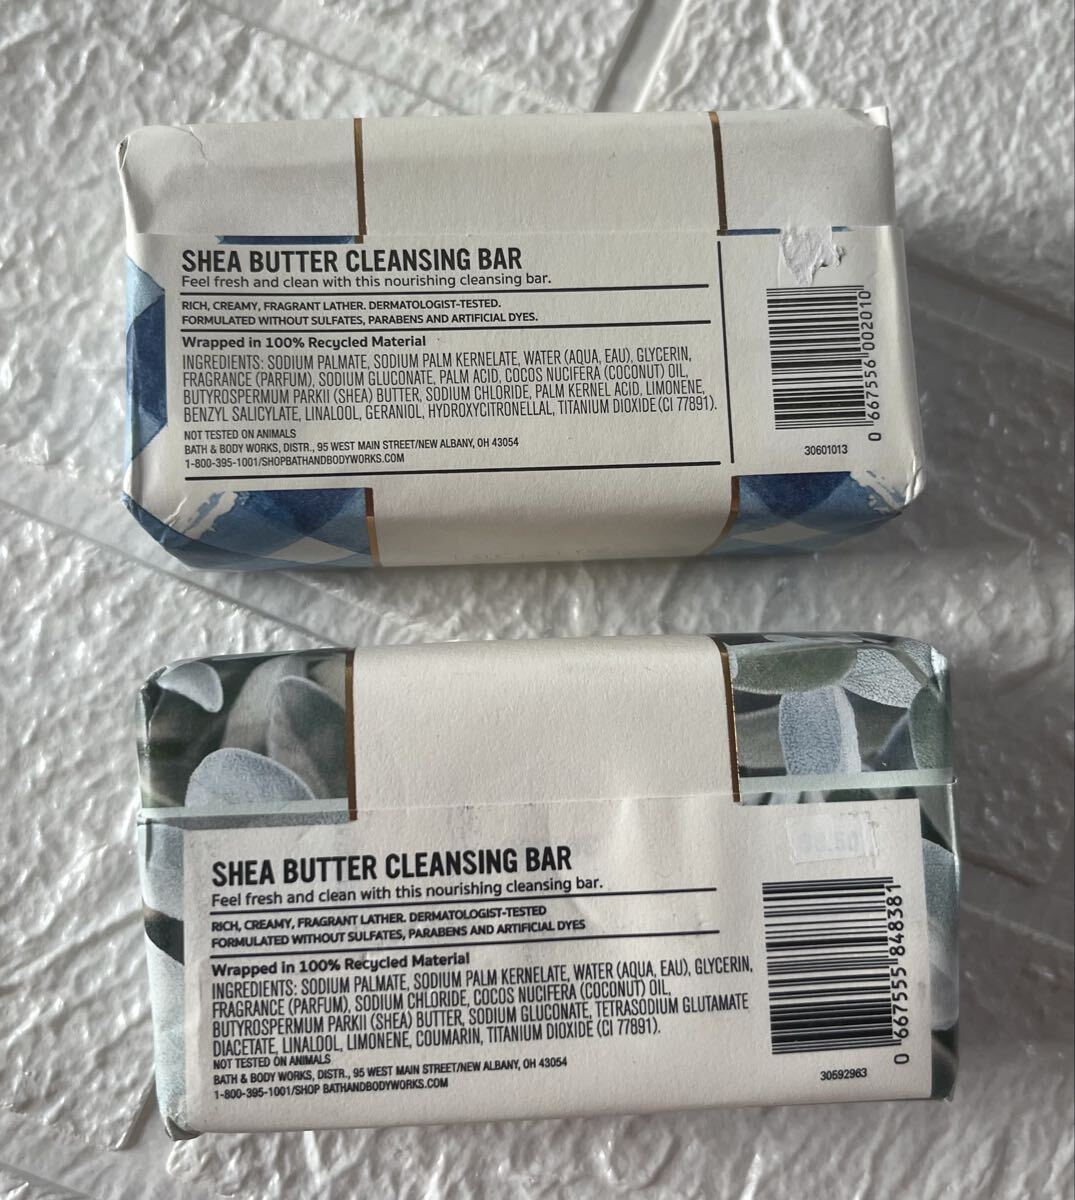 SHEA BUTTER CLEANSING BAR
Feel fresh and clean with this nourishing cleansing bar.
RICH, CREAMY, FRAGRANT LATHER. DERMATOLOGIST-TESTED.
FORMULATED WITHOUT SULFATES, PARABENS AND ARTIFICIAL DYES.
Wrapped in 100% Recycled Material
INGREDIENTS: SODIUM PALMATE, SODIUM PALM KERNELATE, WATER (AQUA, EAU), GLYCERIN,
FRAGRANCE (PARFUM), SODIUM GLUCONATE, PALM ACID, COCOS NUCIFERA (COCONUT) OIL,
BUTYROSPERMUM PARKII (SHEA) BUTTER, SODIUM CHLORIDE, PALM KERNEL ACID, LIMONENE,
BENZYL SALICYLATE, LINALOOL, GERANIOL, HYDROXYCITRONELLAL, TITANIUM DIOXIDE (CI 77891).
NOT TESTED ON ANIMALS
BATH & BODY WORKS, DISTR., 95 WEST MAIN STREET/NEW ALBANY, OH 43054
1-800-395-1001/SHOPBATHANDBODYWORKS.COM
0 667556 002010
30601013
SHEA BUTTER CLEANSING BAR
Feel fresh and clean with this nourishing cleansing bar.
RICH, CREAMY, FRAGRANT LATHER. DERMATOLOGIST-TESTED
FORMULATED WITHOUT SULFATES, PARABENS AND ARTIFICIAL DYES
Wrapped in 100% Recycled Material
INGREDIENTS: SODIUM PALMATE, SODIUM PALM KERNELATE, WATER (AQUA, EAU), GLYCERIN,
FRAGRANCE (PARFUM), SODIUM CHLORIDE, COCOS NUCIFERA (COCONUT) OIL,
BUTYROSPERMUM PARKII (SHEA) BUTTER, SODIUM GLUCONATE, TETRASODIUM GLUTAMATE
DIACETATE, LINALOOL, LIMONENE, COUMARIN, TITANIUM DIOXIDE (CI 77891).
NOT TESTED ON ANIMALS
BATH & BODY WORKS, DISTR., 95 WEST MAIN STREET/NEW ALBANY, OH 43054
1-800-395-1001/SHOP BATHANDBODYWORKS.COM
0 667555 848381
30592963